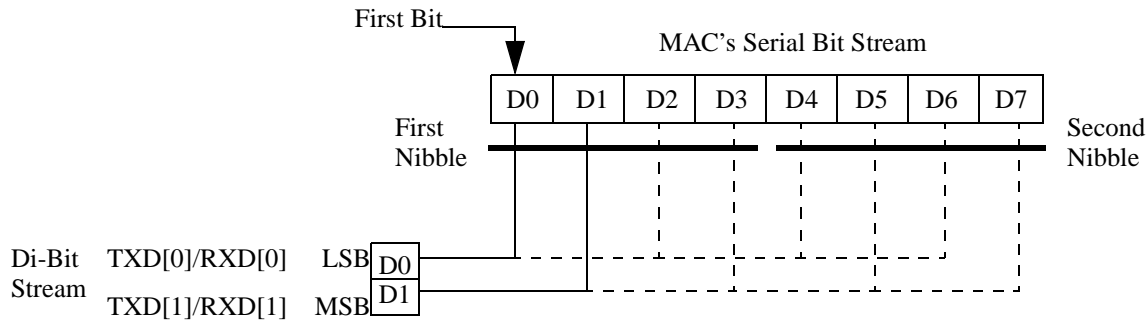 First Bit
MAC's Serial Bit Stream
D0 D1 D2 D3 D4 D5 D6 D7
First
Nibble
Second
Nibble
Di-Bit
Stream
TXD[0]/RXD[0] LSB D0
TXD[1]/RXD[1] MSB D1